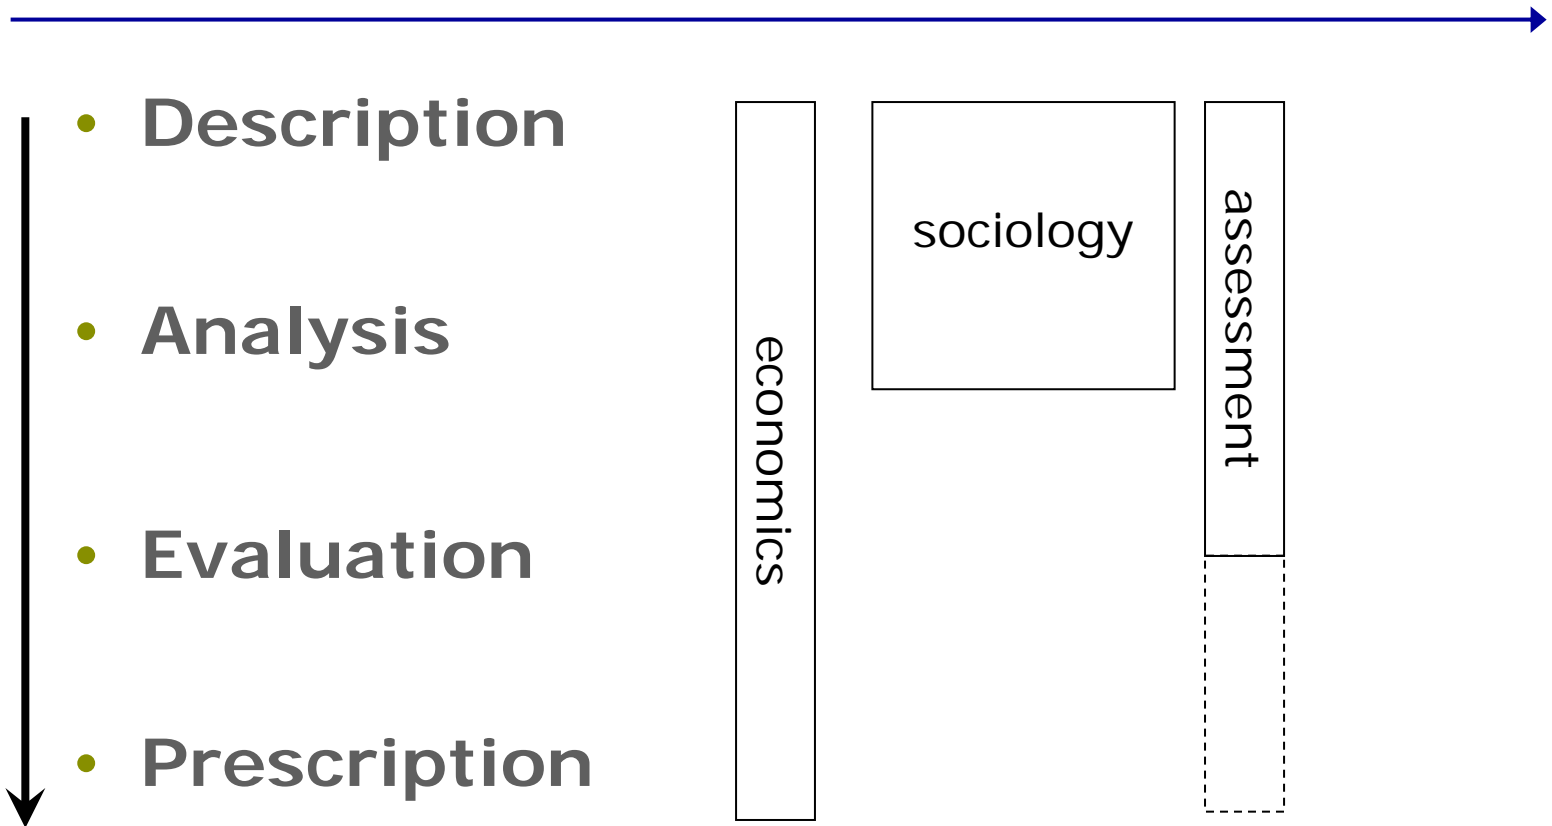 • Description
• Analysis
• Evaluation
• Prescription
economics
sociology
assessment